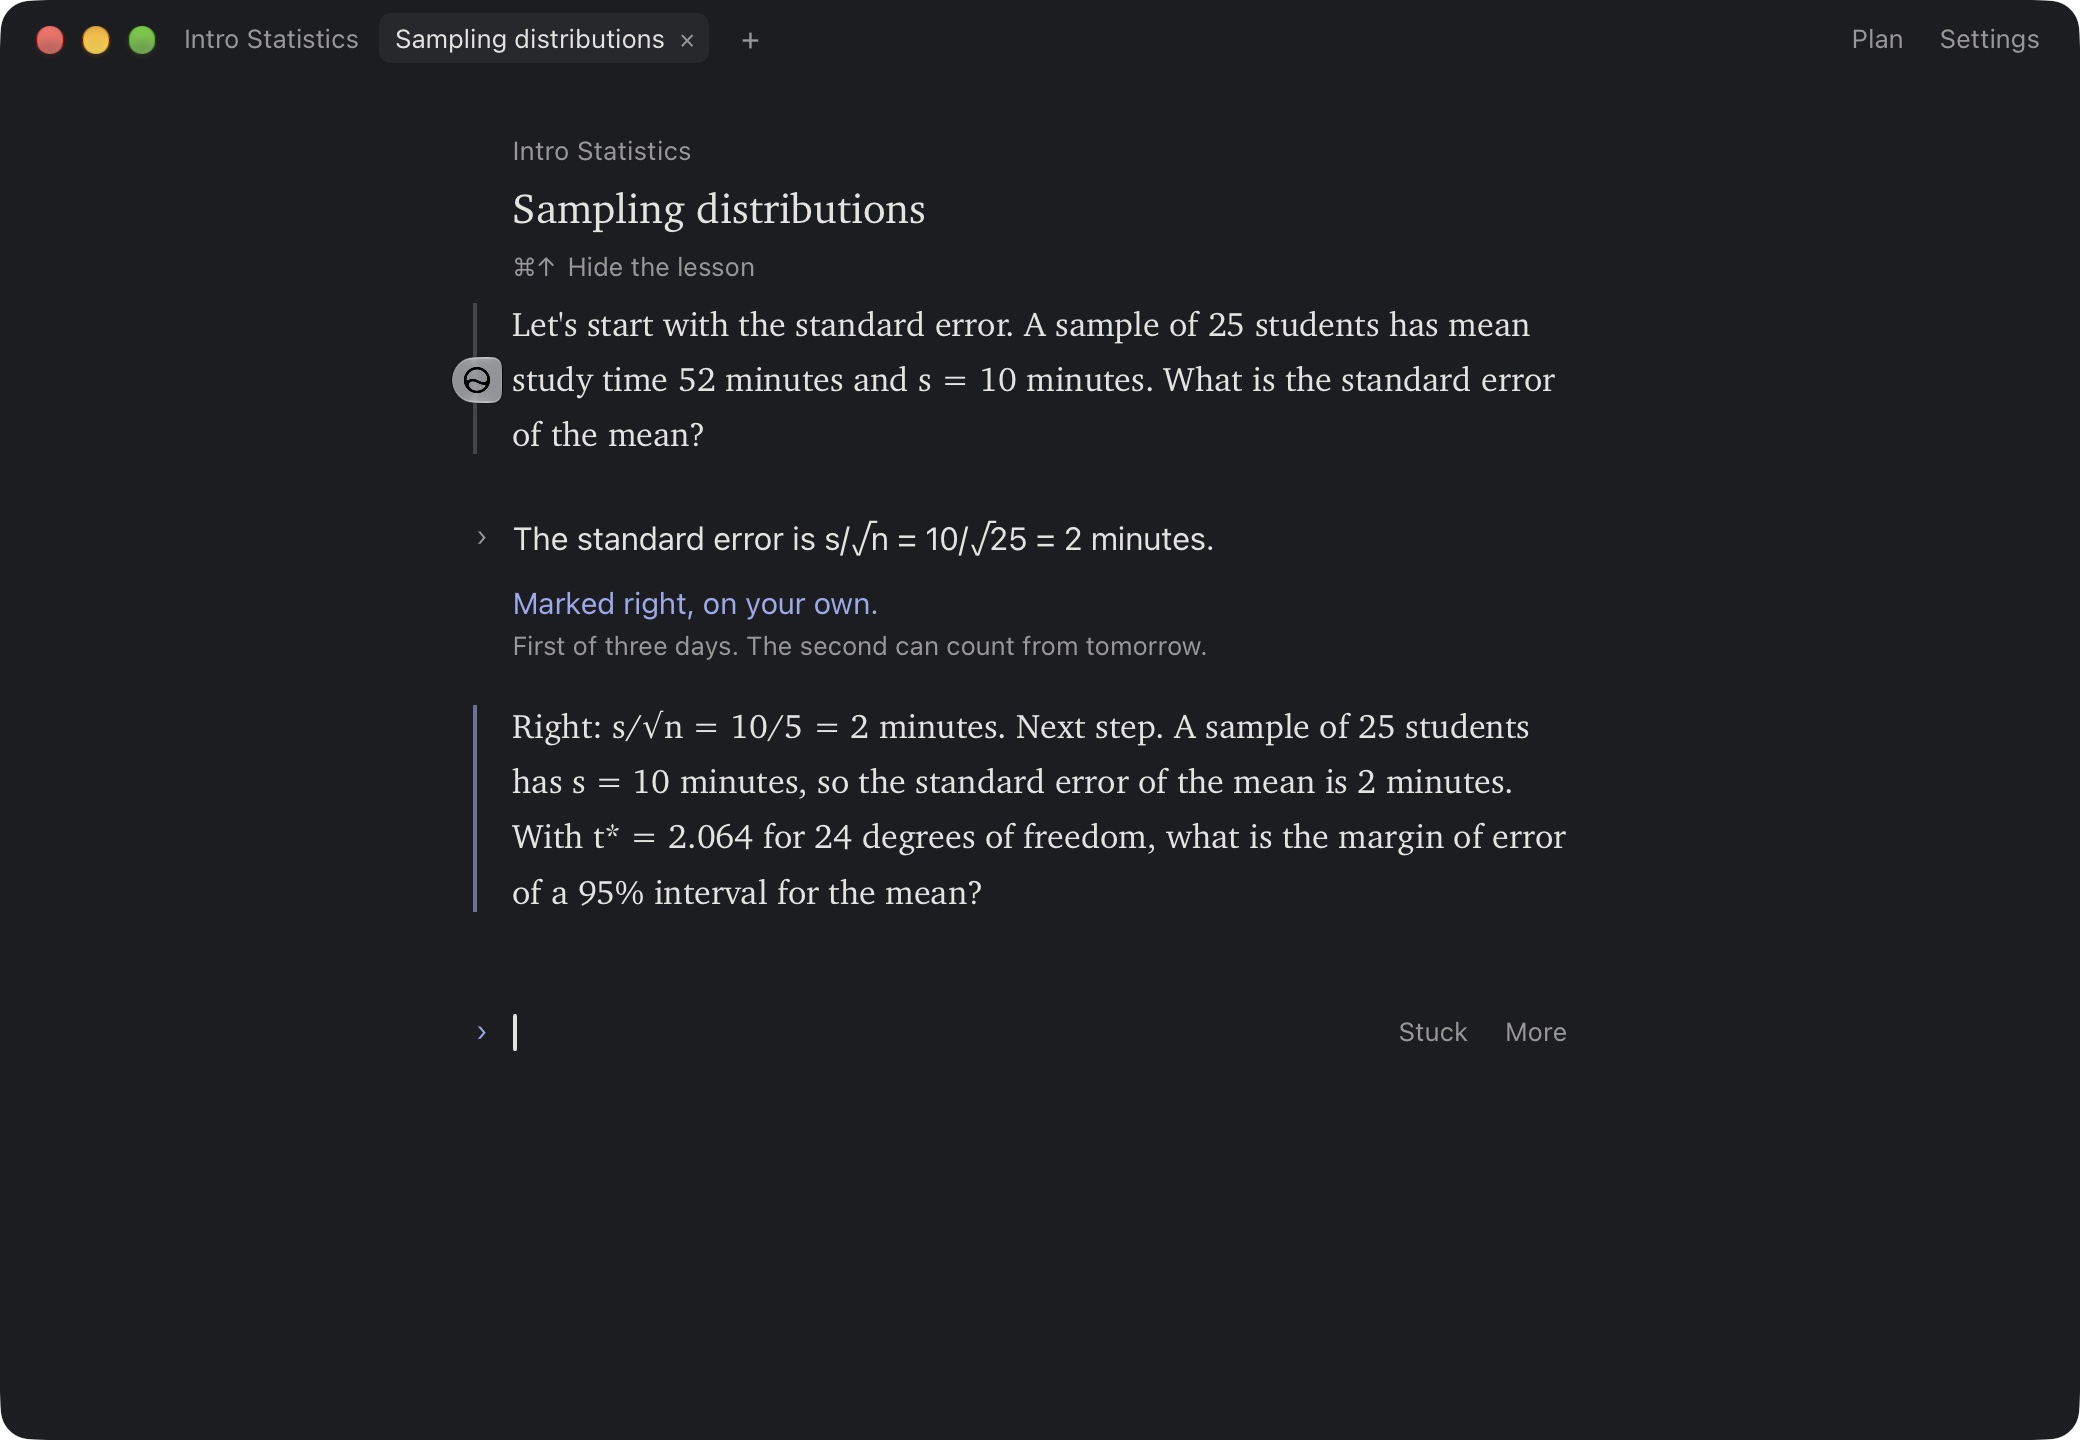 Intro Statistics
Sampling distributions ×
+
Plan
Settings
Intro Statistics
Sampling distributions
⌘↑ Hide the lesson
Let's start with the standard error. A sample of 25 students has mean
study time 52 minutes and s = 10 minutes. What is the standard error
of the mean?
› The standard error is s/√n = 10/√25 = 2 minutes.
Marked right, on your own.
First of three days. The second can count from tomorrow.
Right: s/√n = 10/5 = 2 minutes. Next step. A sample of 25 students
has s = 10 minutes, so the standard error of the mean is 2 minutes.
With t* = 2.064 for 24 degrees of freedom, what is the margin of error
of a 95% interval for the mean?
›
Stuck
More